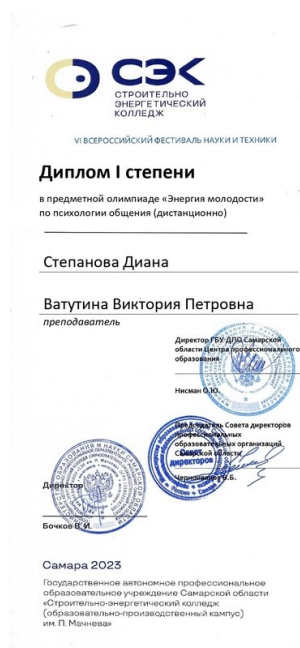 СЭК
СТРОИТЕЛЬНО
ЭНЕРГЕТИЧЕСКИЙ
КОЛЛЕДЖ
VI ВСЕРОССИЙСКИЙ ФЕСТИВАЛЬ НАУКИ И ТЕХНИКИ
Диплом I степени
в предметной олимпиаде «Энергия молодости»
по психологии общения (дистанционно)
Степанова Диана
Ватутина Виктория Петровна
преподаватель
Директор ГБУ ДПО Самарской
области Центра профессионального
образования
Нисман О.Ю.
Председатель Совета директоров
профессиональных
образовательных организаций
Самарской области
Совет
директоров
Директор
Бочков В. И.
Самара 2023
Государственное автономное профессиональное
образовательное учреждение Самарской области
«Строительно-энергетический колледж
(образовательно-производственный кампус)
им. П. Мачнева»